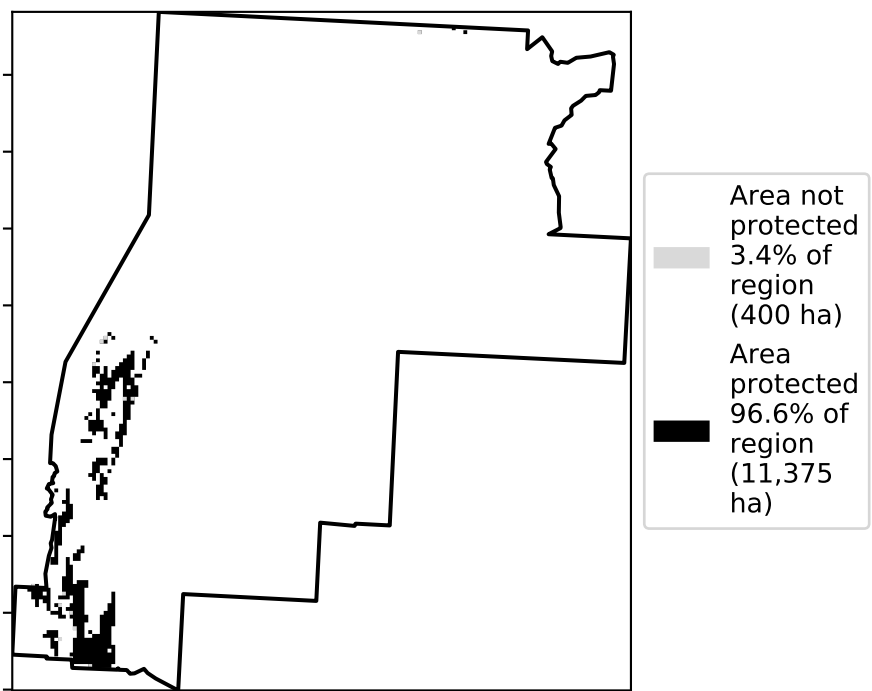 Area not
protected
3.4% of
region
(400 ha)
Area
protected
96.6% of
region
(11,375
ha)